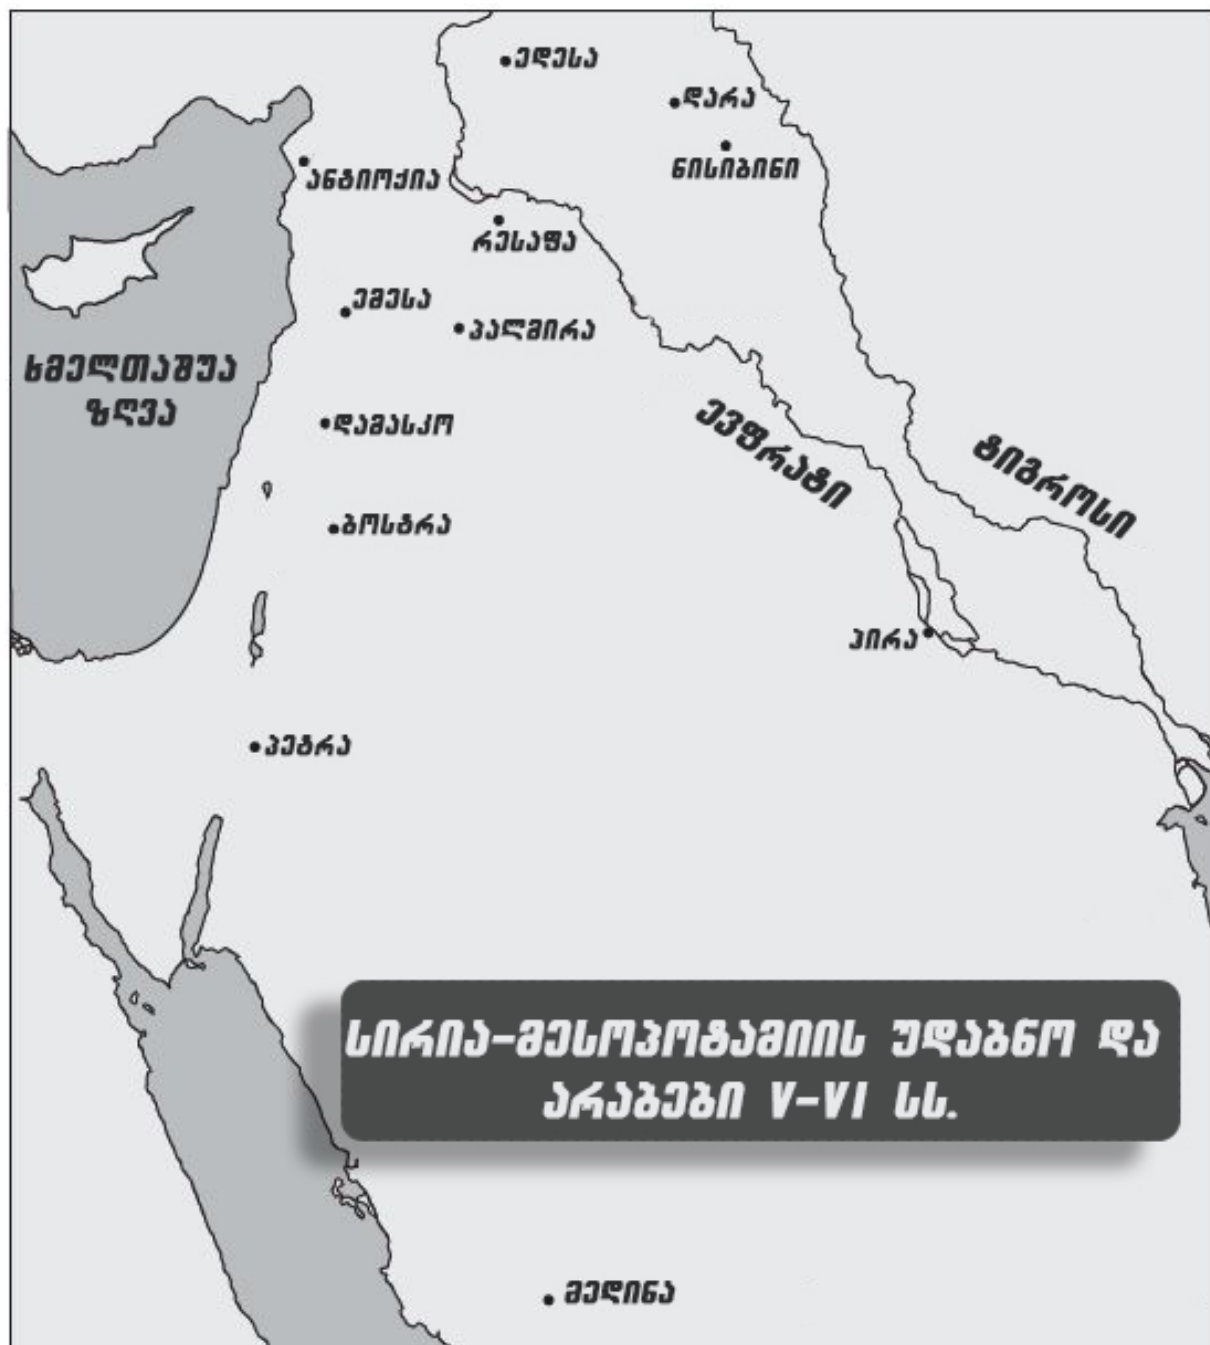 ედესა
დარა
ნისიბინი
ანტიოქია
რესაფა
ემესა
პალმირა
ხმელთაშუა
ზღვა
დამასკო
ევფრატი
ტიგროსი
ბოსტრა
ჰირა
პეტრა
სირია-მესოპოტამიის უდაბნო და
არაბები V-VI სს.
მედინა